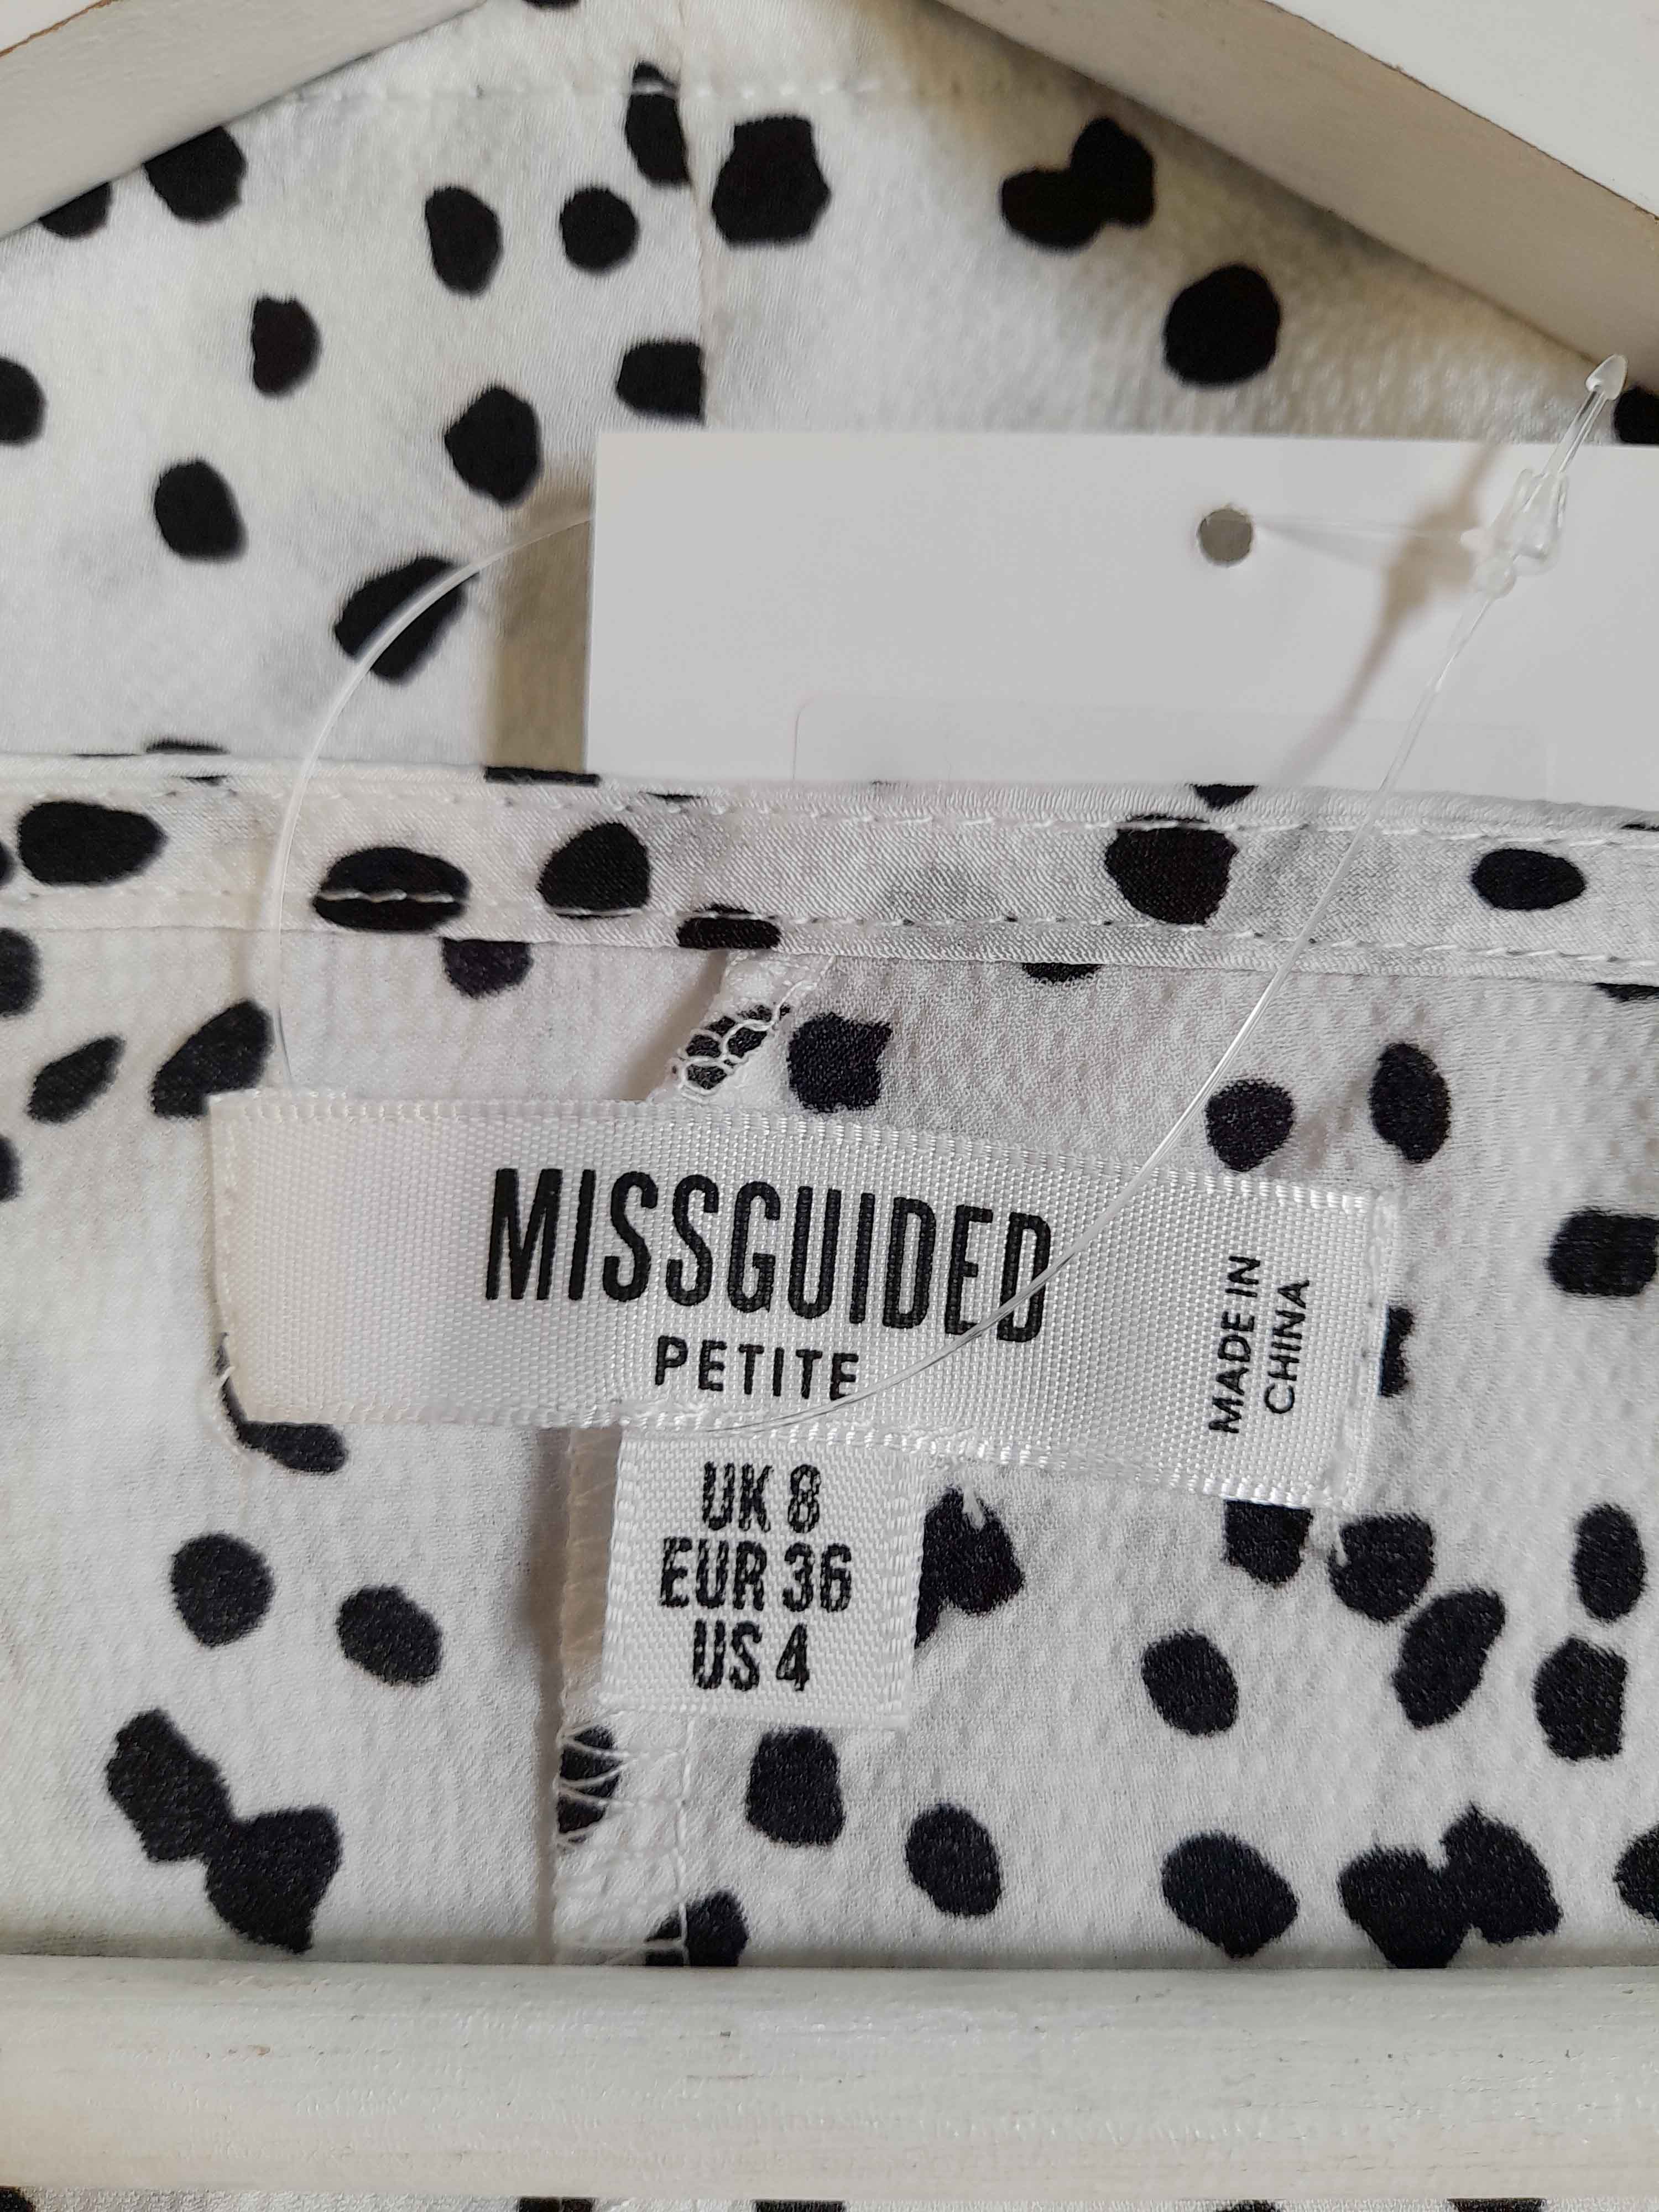 MISSGUIDED
PETITE
MADE IN
CHINA
UK 8
EUR 36
US 4